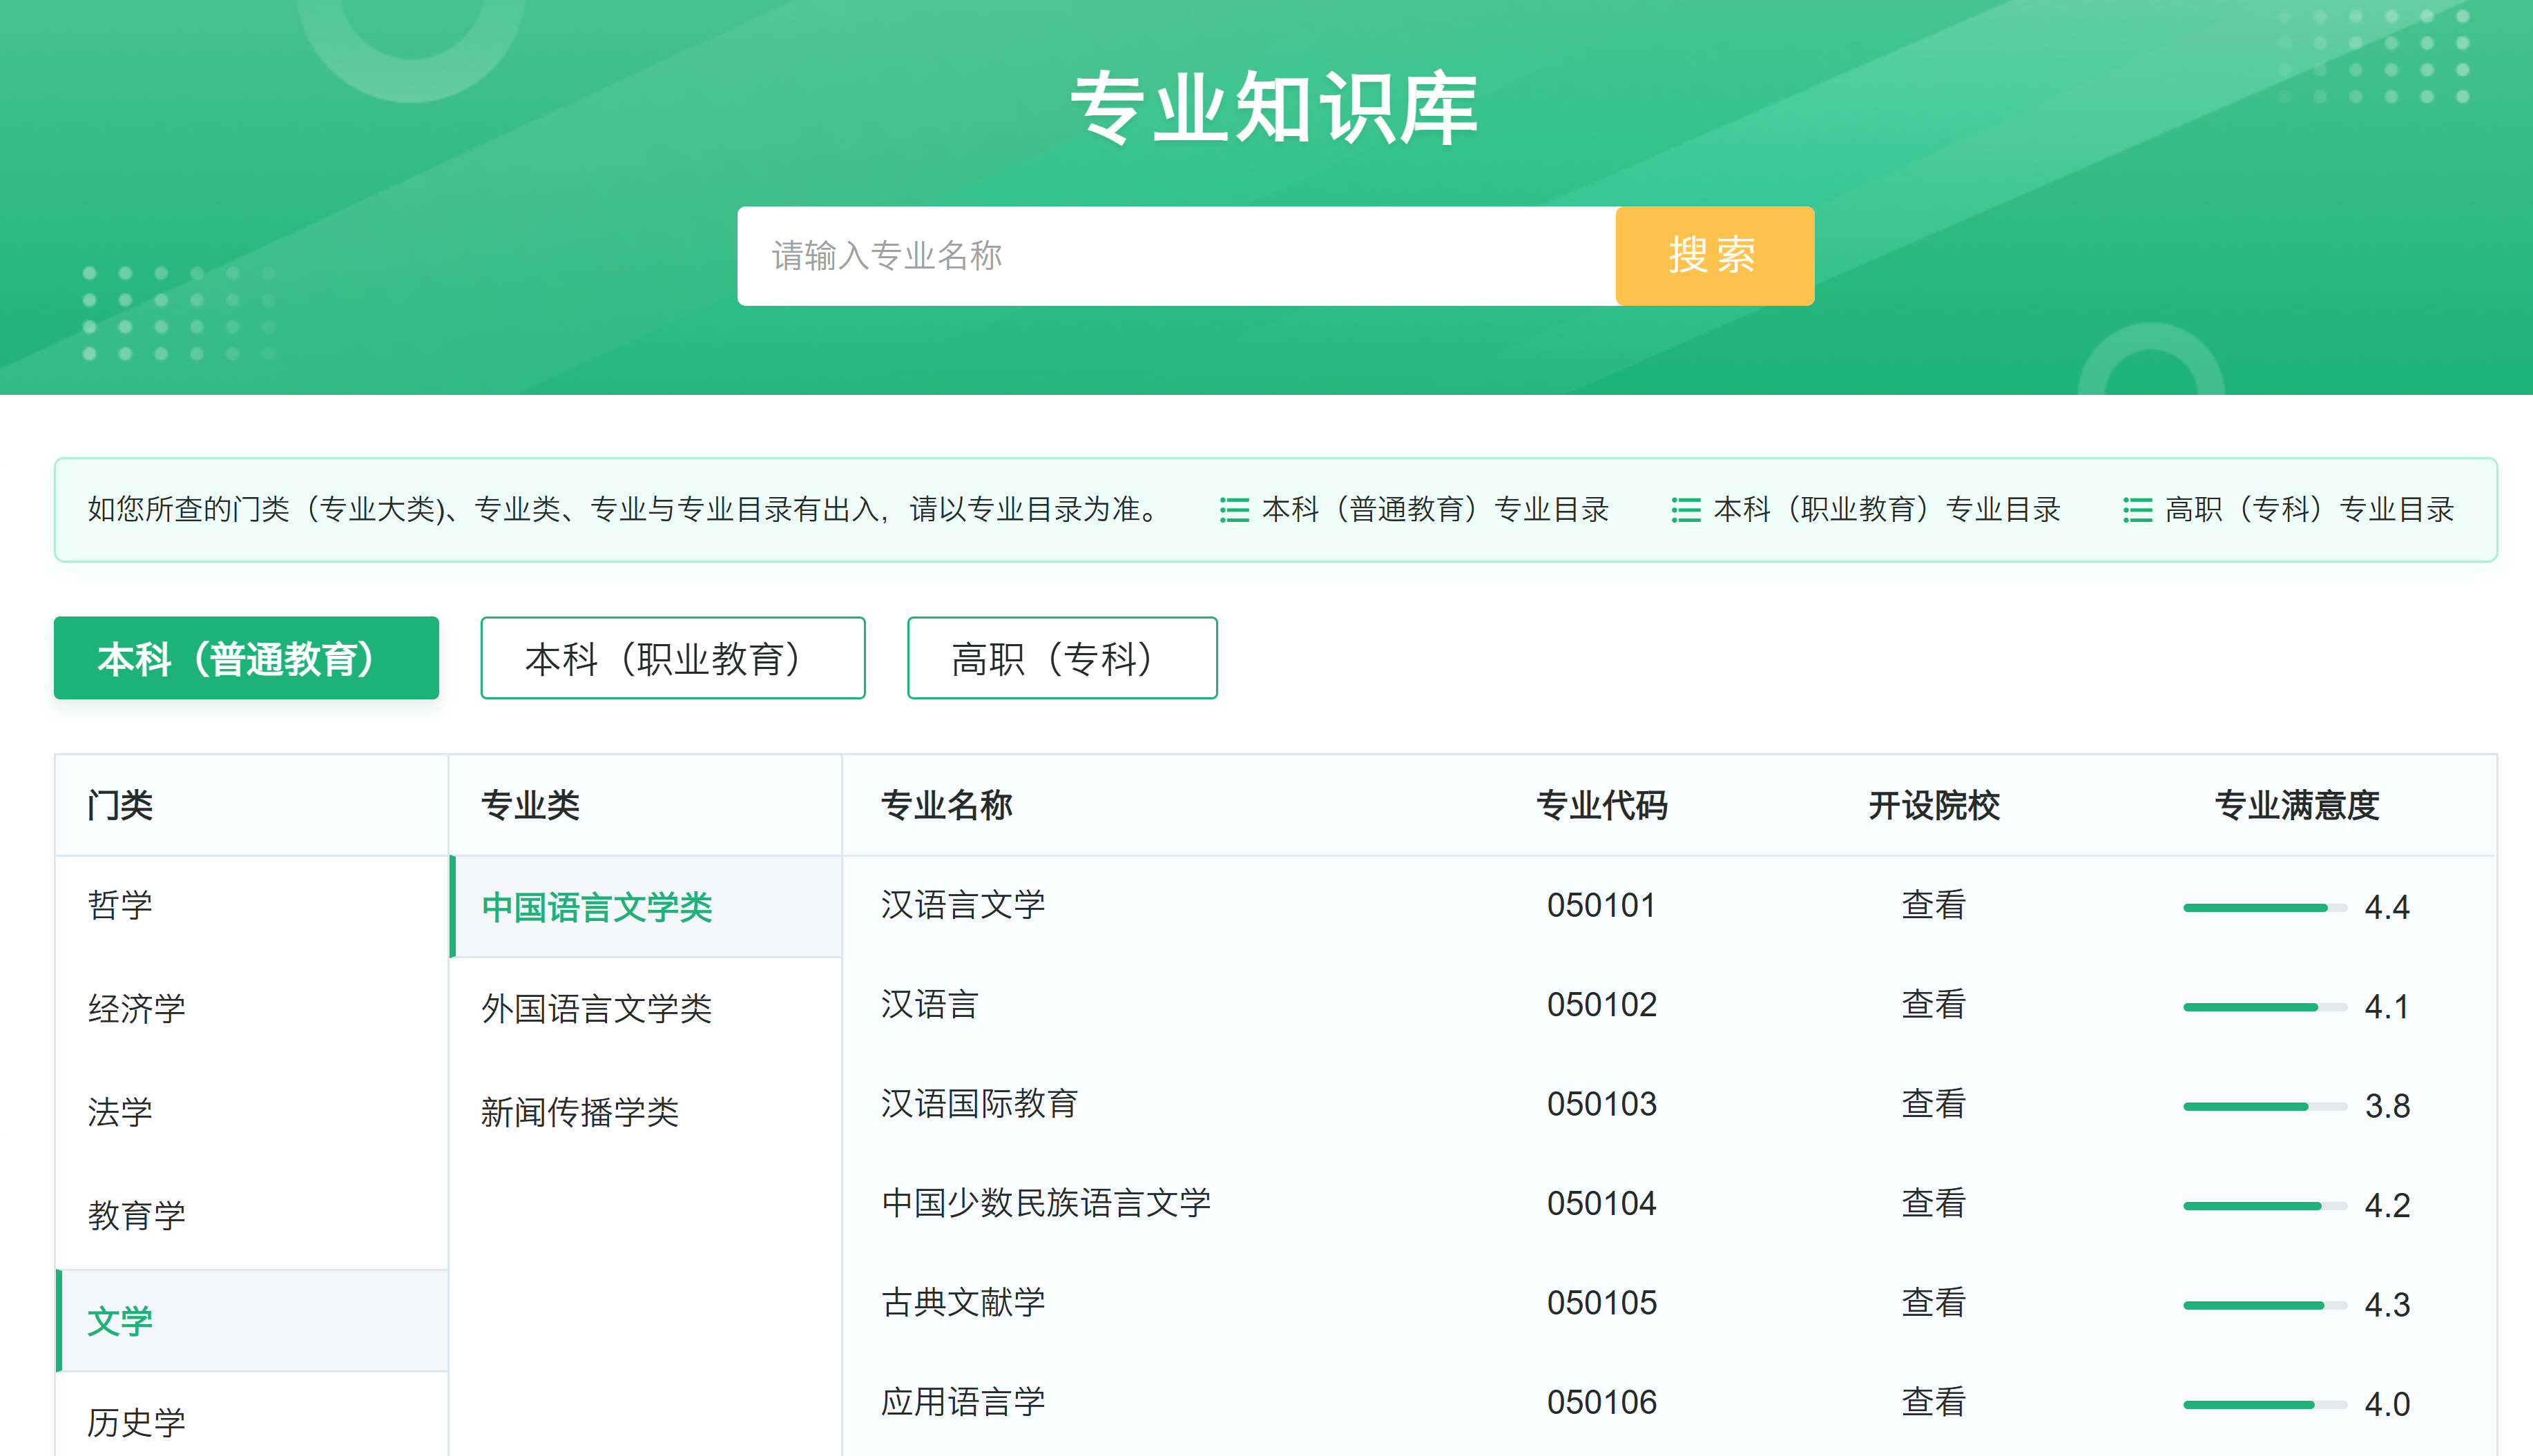 专业知识库
请输入专业名称
搜索
如您所查的门类（专业大类）、专业类、专业与专业目录有出入，请以专业目录为准。 本科（普通教育）专业目录 本科（职业教育）专业目录 高职（专科）专业目录
本科（普通教育） 本科（职业教育） 高职（专科）
门类 专业类 专业名称 专业代码 开设院校 专业满意度
哲学 中国语言文学类 汉语言文学 050101 查看 4.4
经济学 外国语言文学类 汉语言 050102 查看 4.1
法学 新闻传播学类 汉语国际教育 050103 查看 3.8
教育学 中国少数民族语言文学 050104 查看 4.2
文学 古典文献学 050105 查看 4.3
历史学 应用语言学 050106 查看 4.0